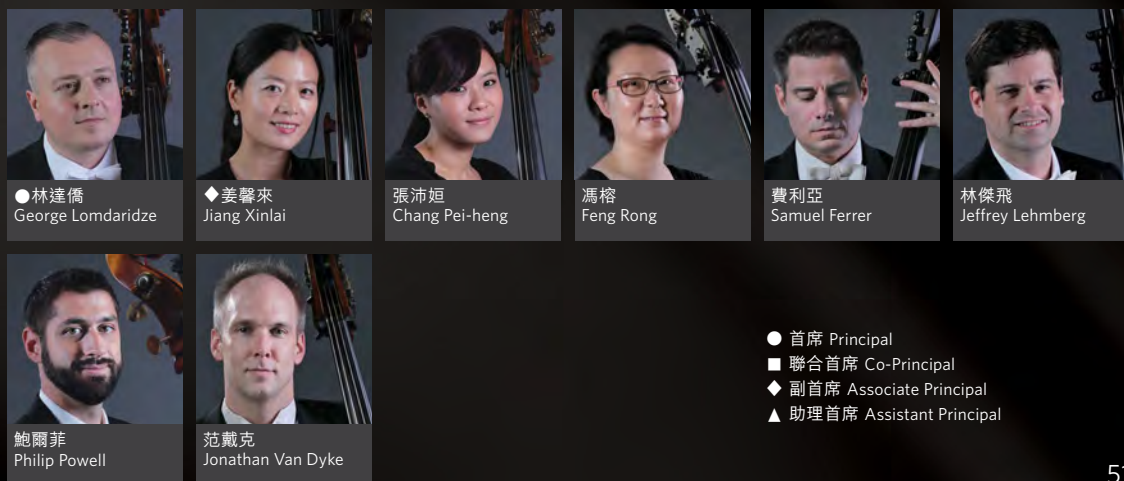 ●林達僑
George Lomdaridze
◆姜馨來
Jiang Xinlai
張沛姮
Chang Pei-heng
馮榕
Feng Rong
費利亞
Samuel Ferrer
林傑飛
Jeffrey Lehmberg
鮑爾菲
Philip Powell
范戴克
Jonathan Van Dyke
● 首席 Principal
■ 聯合首席 Co-Principal
◆ 副首席 Associate Principal
▲ 助理首席 Assistant Principal